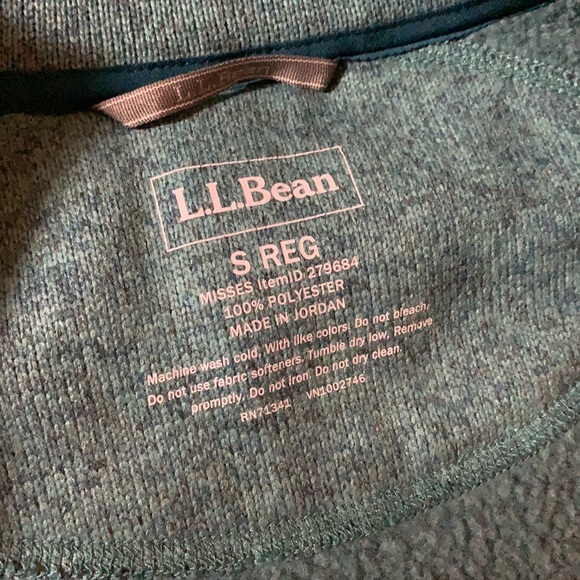 L.L.Bean
S REG
MISSES ItemID 279684
100% POLYESTER
MADE IN JORDAN
Machine wash cold. With like colors. Do not bleach.
Do not use fabric softeners. Tumble dry low, Remove
promptly. Do not iron. Do not dry clean.
RN71341 VN1002746